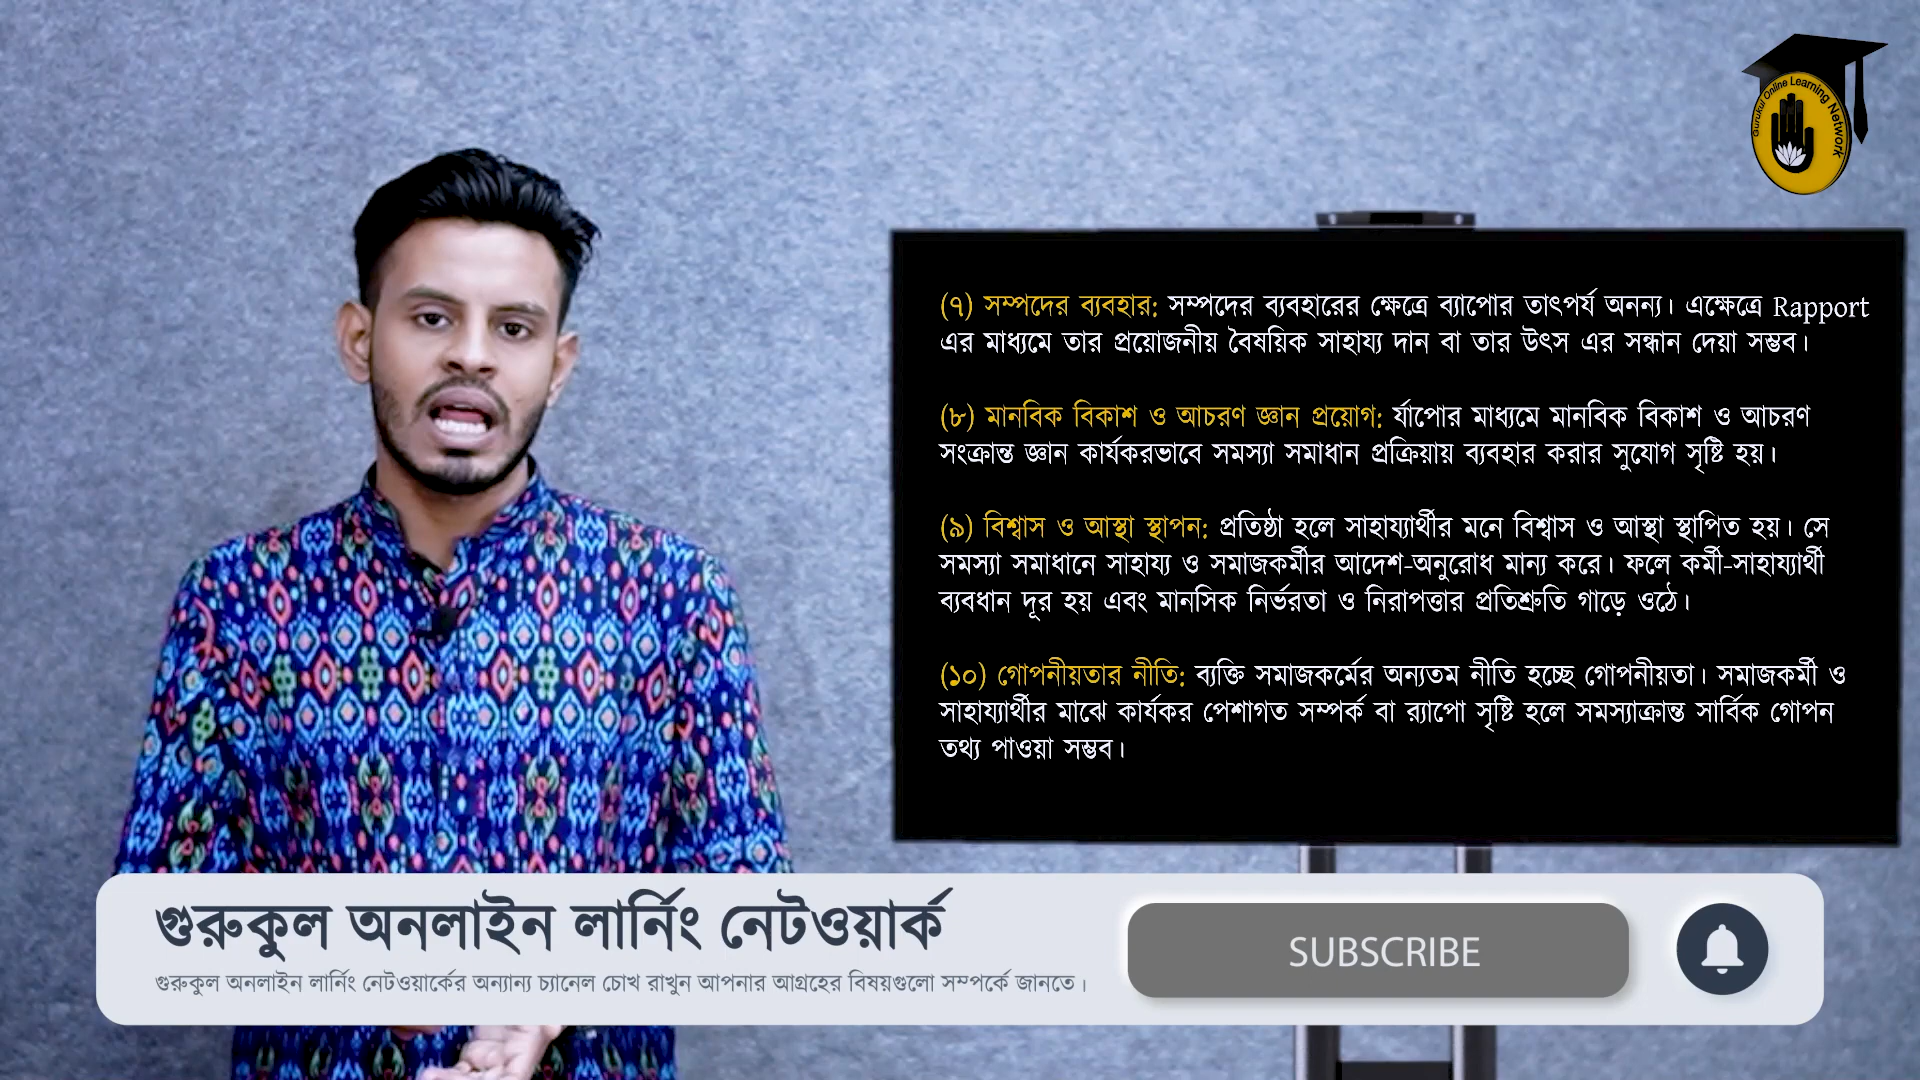 Gurukul Online Learning Network
(৭) সম্পদের ব্যবহার: সম্পদের ব্যবহারের ক্ষেত্রে ব্যাপোর তাৎপর্য অনন্য। এক্ষেত্রে Rapport
এর মাধ্যমে তার প্রয়োজনীয় বৈষয়িক সাহায্য দান বা তার উৎস এর সন্ধান দেয়া সম্ভব।
(৮) মানবিক বিকাশ ও আচরণ জ্ঞান প্রয়োগ: র্যাপোর মাধ্যমে মানবিক বিকাশ ও আচরণ
সংক্রান্ত জ্ঞান কার্যকরভাবে সমস্যা সমাধান প্রক্রিয়ায় ব্যবহার করার সুযোগ সৃষ্টি হয়।
(৯) বিশ্বাস ও আস্থা স্থাপন: প্রতিষ্ঠা হলে সাহায্যার্থীর মনে বিশ্বাস ও আস্থা স্থাপিত হয়। সে
সমস্যা সমাধানে সাহায্য ও সমাজকর্মীর আদেশ-অনুরোধ মান্য করে। ফলে কর্মী-সাহায্যার্থী
ব্যবধান দূর হয় এবং মানসিক নির্ভরতা ও নিরাপত্তার প্রতিশ্রুতি গাড়ে ওঠে।
(১০) গোপনীয়তার নীতি: ব্যক্তি সমাজকর্মের অন্যতম নীতি হচ্ছে গোপনীয়তা। সমাজকর্মী ও
সাহায্যার্থীর মাঝে কার্যকর পেশাগত সম্পর্ক বা র‍্যাপো সৃষ্টি হলে সমস্যাক্রান্ত সার্বিক গোপন
তথ্য পাওয়া সম্ভব।
গুরুকুল অনলাইন লার্নিং নেটওয়ার্ক
গুরুকুল অনলাইন লার্নিং নেটওয়ার্কের অন্যান্য চ্যানেল চোখ রাখুন আপনার আগ্রহের বিষয়গুলো সম্পর্কে জানতে।
SUBSCRIBE